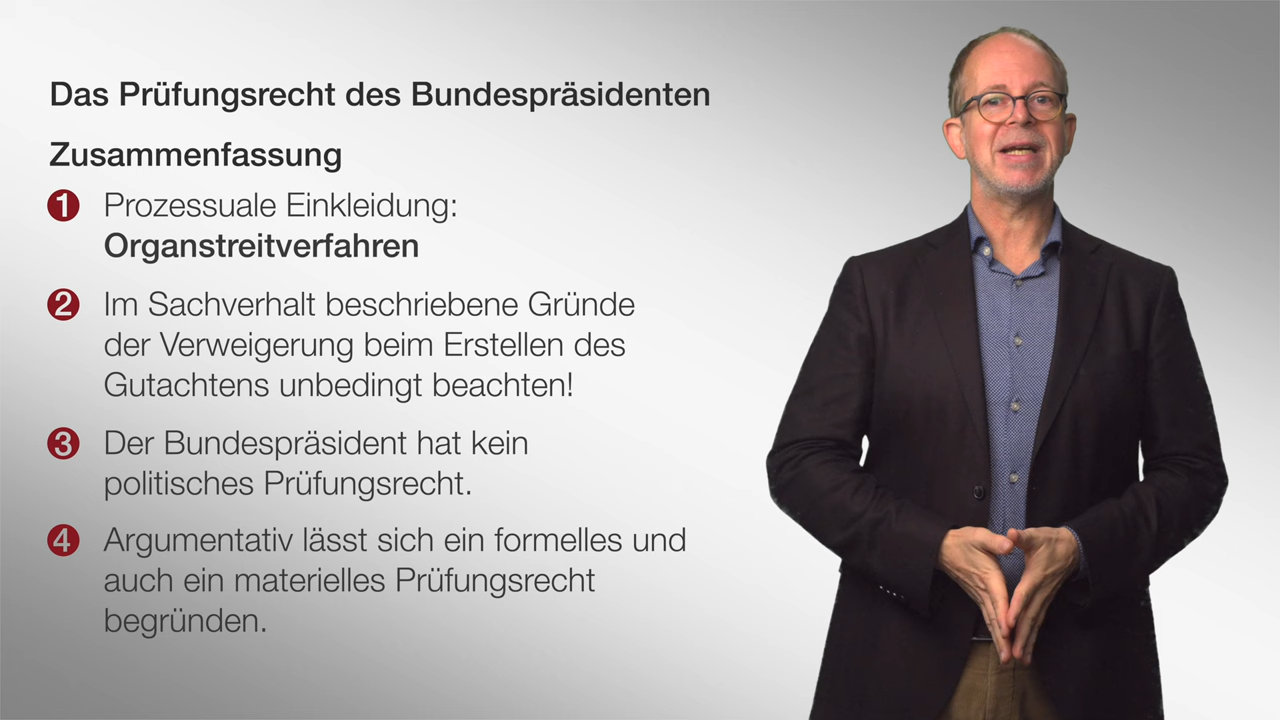 Das Prüfungsrecht des Bundespräsidenten
Zusammenfassung
1 Prozessuale Einkleidung:
Organstreitverfahren
2 Im Sachverhalt beschriebene Gründe
der Verweigerung beim Erstellen des
Gutachtens unbedingt beachten!
3 Der Bundespräsident hat kein
politisches Prüfungsrecht.
4 Argumentativ lässt sich ein formelles und
auch ein materielles Prüfungsrecht
begründen.